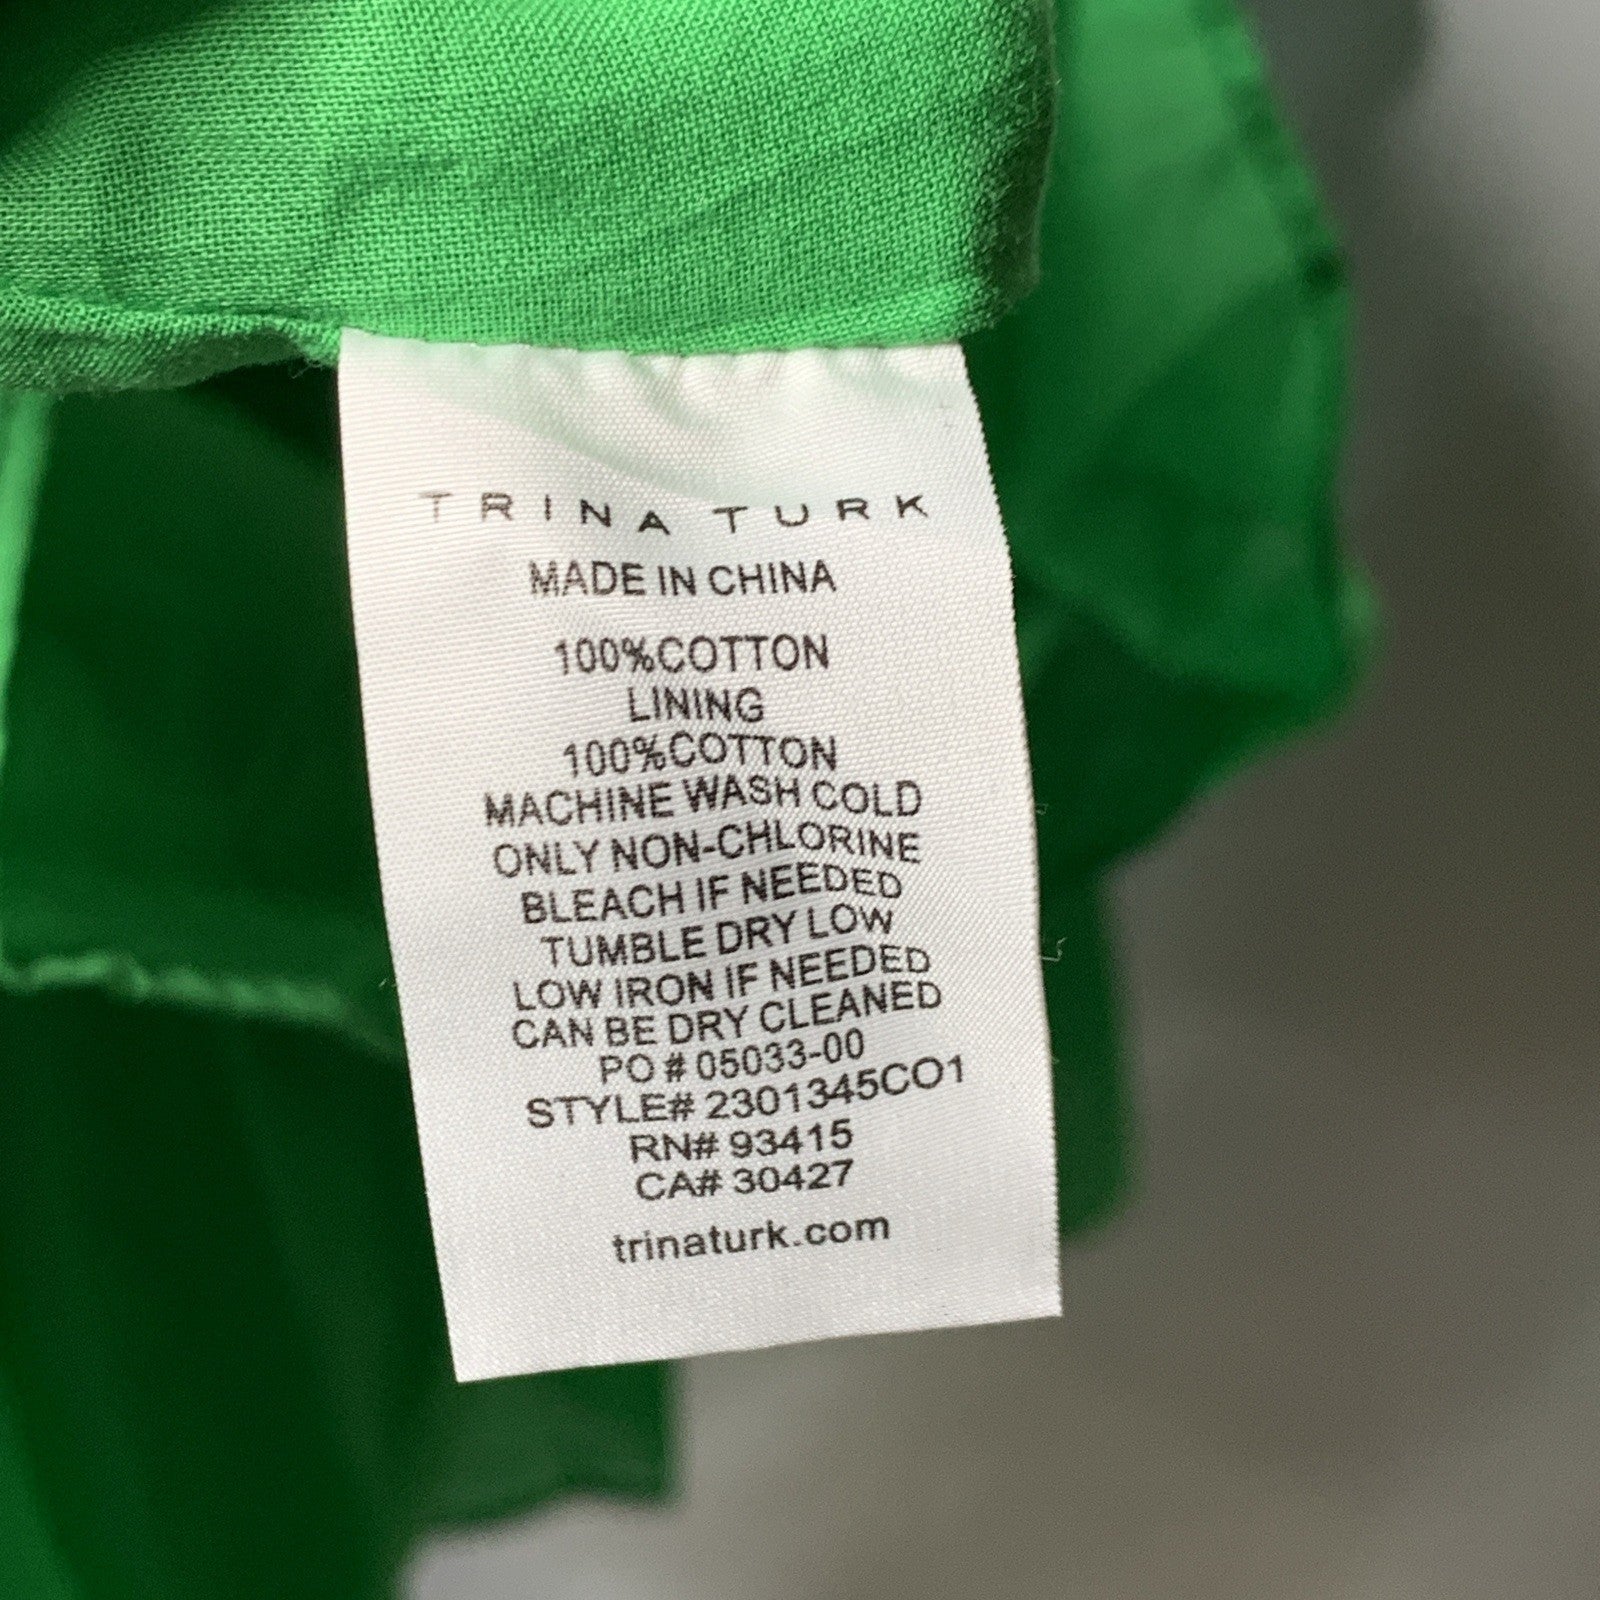 TRINA TURK
MADE IN CHINA
100%COTTON
LINING
100%COTTON
MACHINE WASH COLD
ONLY NON-CHLORINE
BLEACH IF NEEDED
TUMBLE DRY LOW
LOW IRON IF NEEDED
CAN BE DRY CLEANED
PO # 05033-00
STYLE# 2301345CO1
RN# 93415
CA# 30427
trinaturk.com